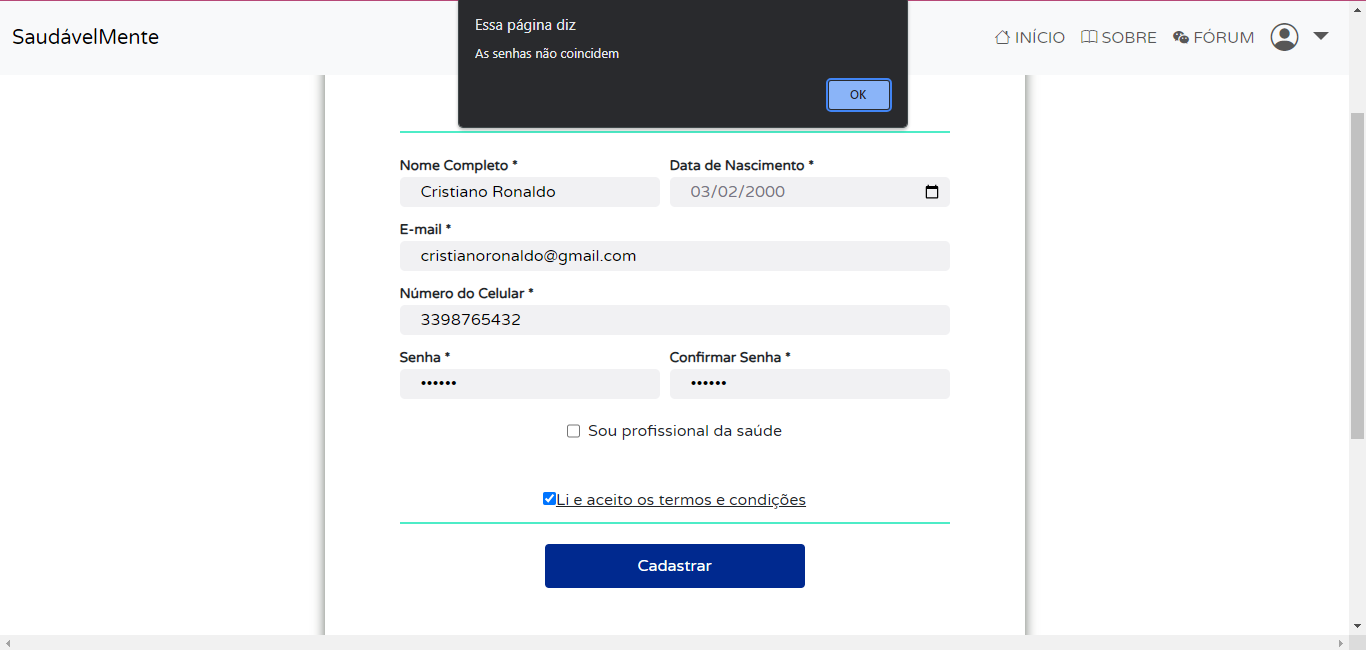 SaudávelMente
INÍCIO SOBRE FÓRUM
Essa página diz
As senhas não coincidem
OK
Nome Completo * Data de Nascimento *
Cristiano Ronaldo 03/02/2000
E-mail *
cristianoronaldo@gmail.com
Número do Celular *
3398765432
Senha * Confirmar Senha *
•••••• ••••••
Sou profissional da saúde
Li e aceito os termos e condições
Cadastrar